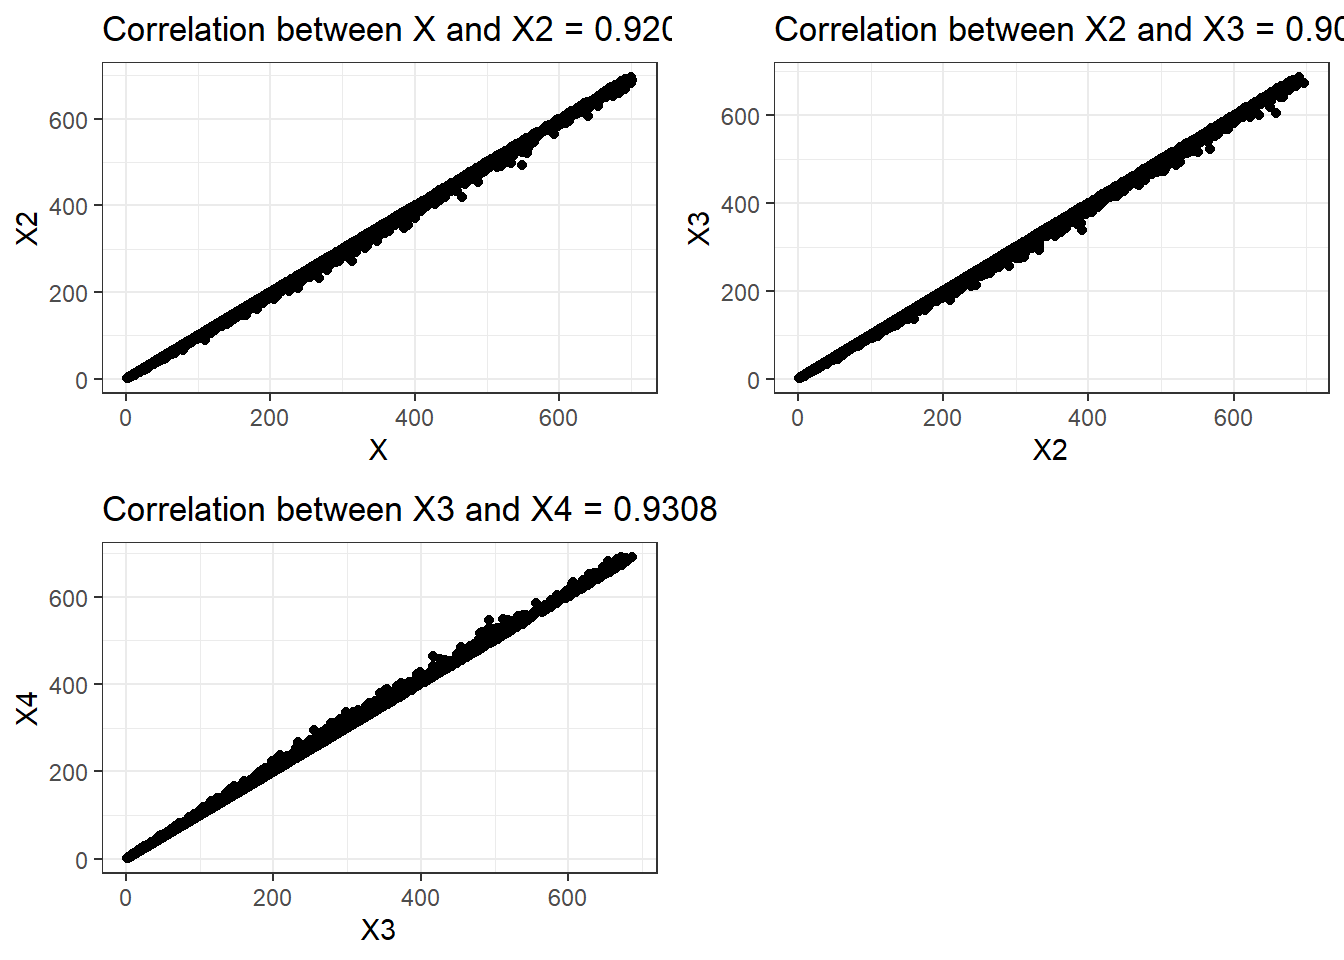 Correlation between X and X2 = 0.920
X2
600
400
200
0
0 200 400 600
X
Correlation between X2 and X3 = 0.90
X3
600
400
200
0
0 200 400 600
X2
Correlation between X3 and X4 = 0.9308
X4
600
400
200
0
0 200 400 600
X3